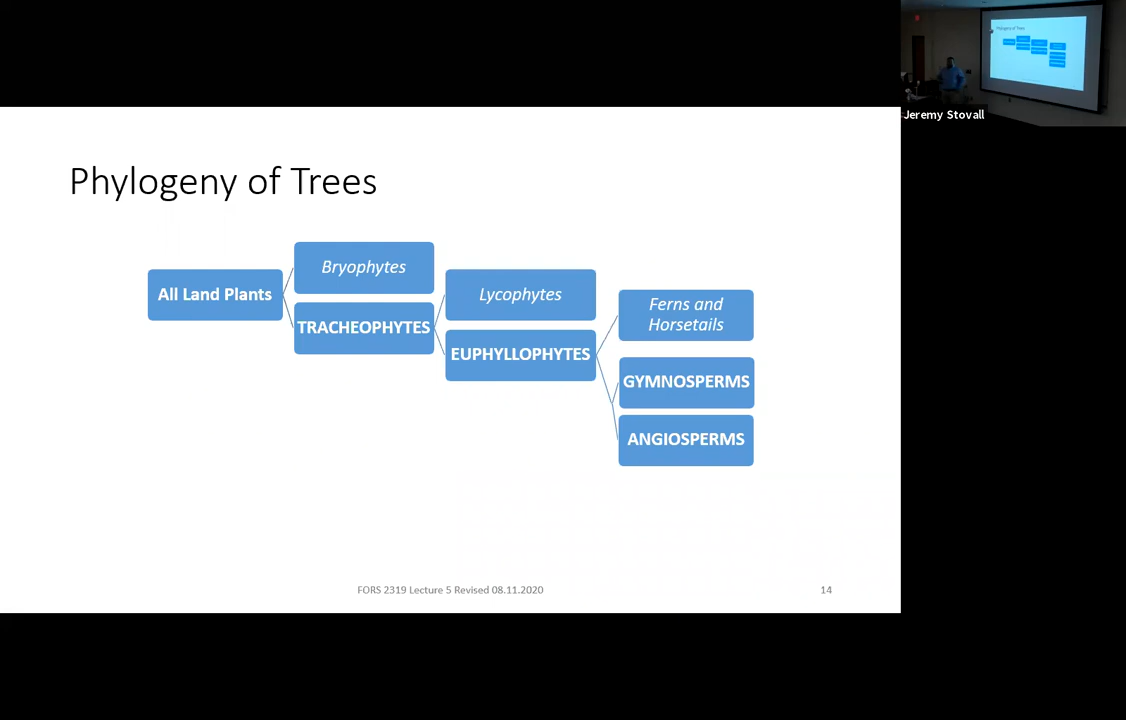 Jeremy Stovall
Phylogeny of Trees
All Land Plants
Bryophytes
TRACHEOPHYTES
Lycophytes
EUPHYLLOPHYTES
Ferns and
Horsetails
GYMNOSPERMS
ANGIOSPERMS
FORS 2319 Lecture 5 Revised 08.11.2020
14